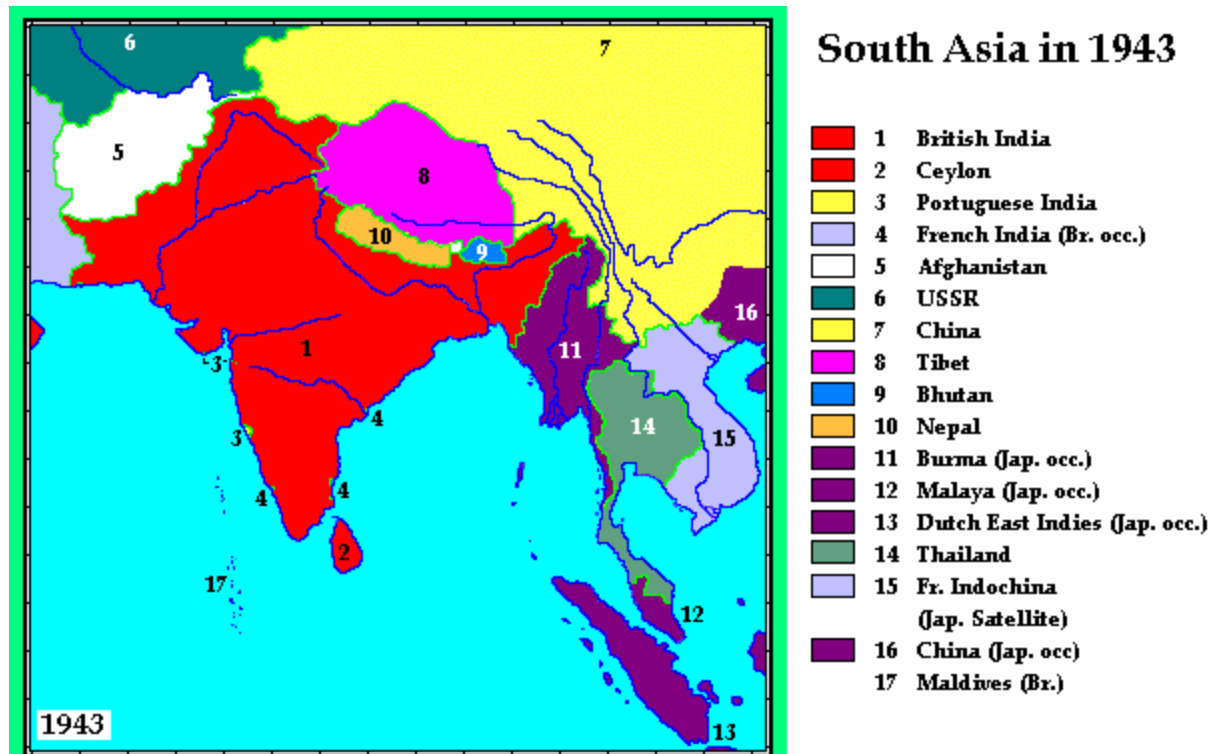 South Asia in 1943
1 British India
2 Ceylon
3 Portuguese India
4 French India (Br. occ.)
5 Afghanistan
6 USSR
7 China
8 Tibet
9 Bhutan
10 Nepal
11 Burma (Jap. occ.)
12 Malaya (Jap. occ.)
13 Dutch East Indies (Jap. occ.)
14 Thailand
15 Fr. Indochina
(Jap. Satellite)
16 China (Jap. occ)
17 Maldives (Br.)
6
7
5
8
10
9
16
1
11
3
4
3
14
15
4
4
2
17
12
13
1943